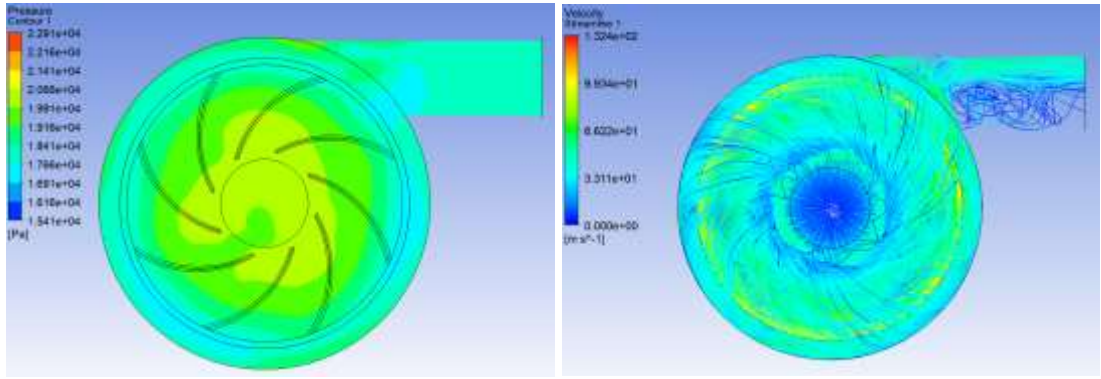 Pressure
Contour 1
2.291e+04
2.216e+04
2.141e+04
2.066e+04
1.991e+04
1.916e+04
1.841e+04
1.766e+04
1.691e+04
1.616e+04
1.541e+04
[Pa]
Velocity
Streamline 1
1.324e+02
9.934e+01
6.622e+01
3.311e+01
0.000e+00
[m s^-1]